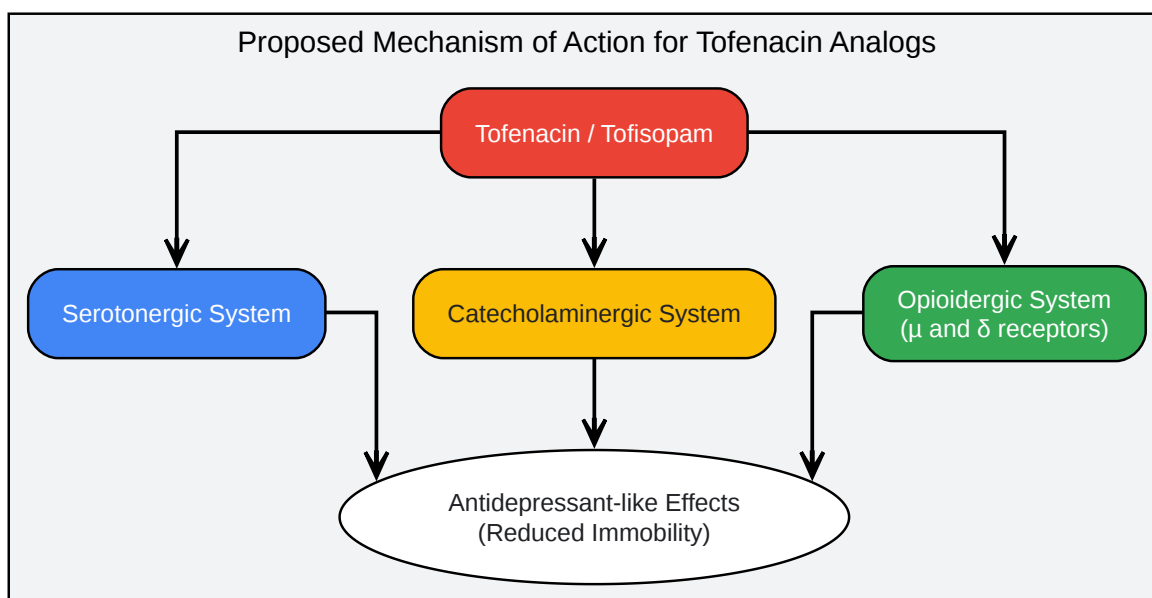 Proposed Mechanism of Action for Tofenacin Analogs
Tofenacin / Tofisopam
Serotonergic System
Catecholaminergic System
Opioidergic System
(μ and δ receptors)
Antidepressant-like Effects
(Reduced Immobility)